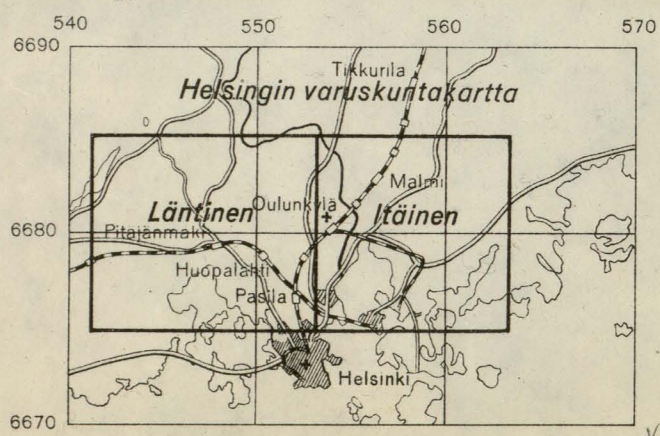 540 550 560 570
6690
Tikkurila
Helsingin varuskuntakartta
Malmi
Oulunkylä
Läntinen Itäinen
6680
Pitäjänmäki
Huopalahti
Pasila
Helsinki
6670